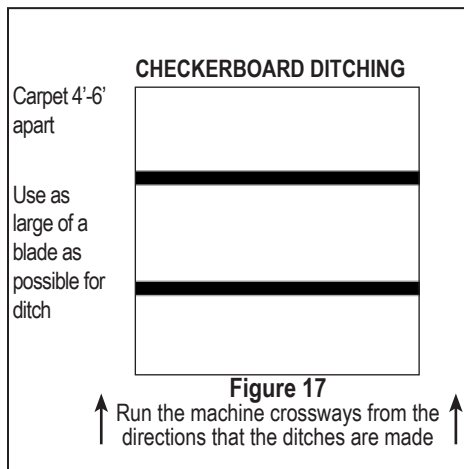 CHECKERBOARD DITCHING
Carpet 4’-6’
apart
Use as
large of a
blade as
possible for
ditch
Figure 17
Run the machine crossways from the
directions that the ditches are made